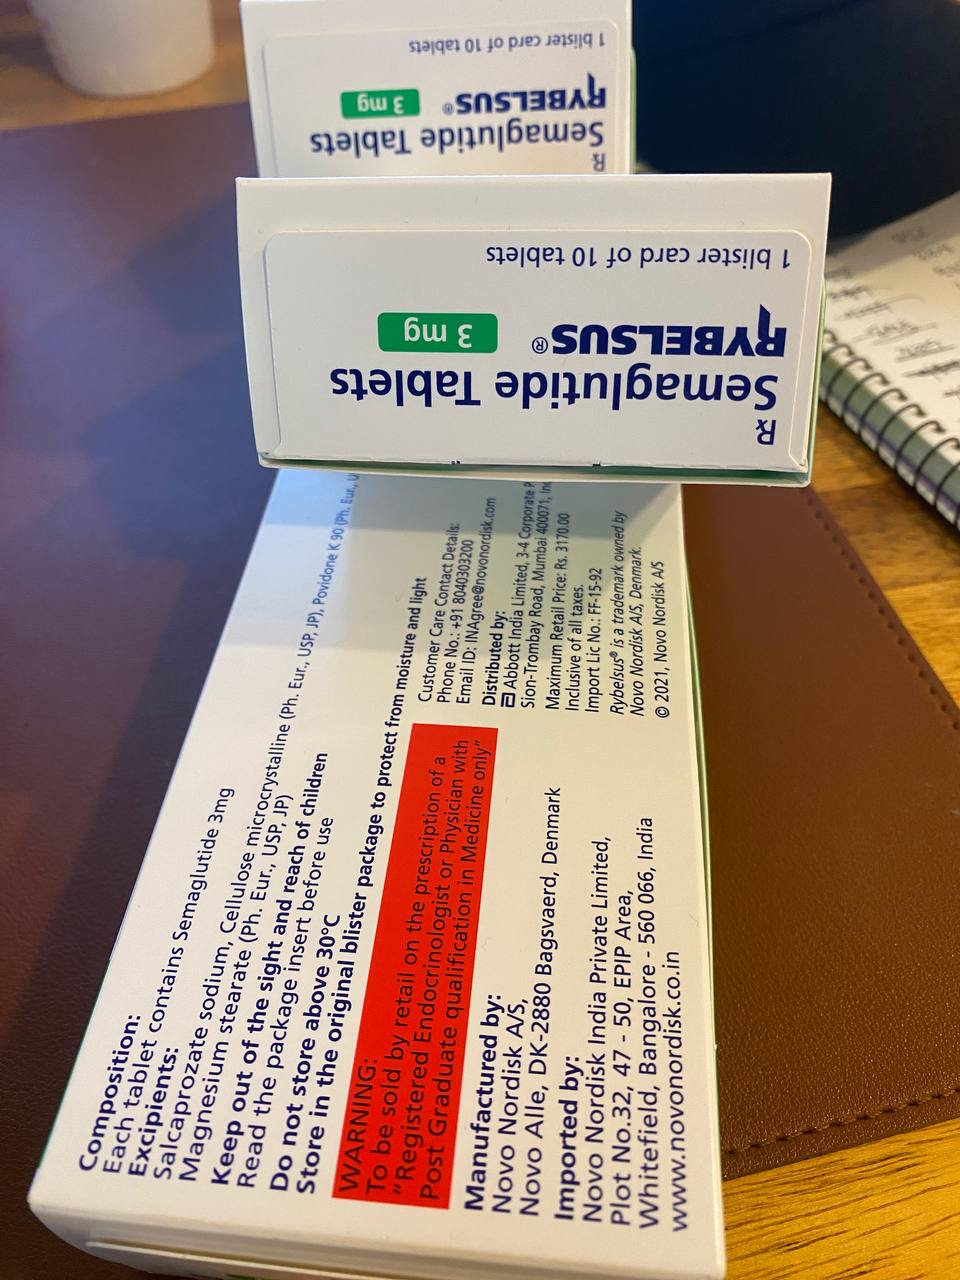 1 blister card of 10 tablets
RYBELSUS® 3 mg
Semaglutide Tablets
Rx
1 blister card of 10 tablets
RYBELSUS® 3 mg
Semaglutide Tablets
Rx
Composition:
Each tablet contains Semaglutide 3mg
Excipients:
Salcaprozate sodium, Cellulose microcrystalline (Ph. Eur., USP, JP), Povidone K 90 (Ph. Eur.,
Magnesium stearate (Ph. Eur., USP, JP)
Keep out of the sight and reach of children
Read the package insert before use
Do not store above 30°C
Store in the original blister package to protect from moisture and light
WARNING:
To be sold by retail on the prescription of a
“Registered Endocrinologist or Physician with
Post Graduate qualification in Medicine only”
Manufactured by:
Novo Nordisk A/S,
Novo Alle, DK-2880 Bagsvaerd, Denmark
Imported by:
Novo Nordisk India Private Limited,
Plot No.32, 47 - 50, EPIP Area,
Whitefield, Bangalore - 560 066, India
www.novonordisk.co.in
Customer Care Contact Details:
Phone No.: +91 8040303200
Email ID: INAgree@novonordisk.com
Distributed by:
Abbott India Limited, 3-4 Corporate
Sion-Trombay Road, Mumbai 400071,
Maximum Retail Price: Rs. 3170.00
Inclusive of all taxes.
Import Lic No.: FF-15-92
Rybelsus® is a trademark owned by
Novo Nordisk A/S, Denmark.
© 2021, Novo Nordisk A/S